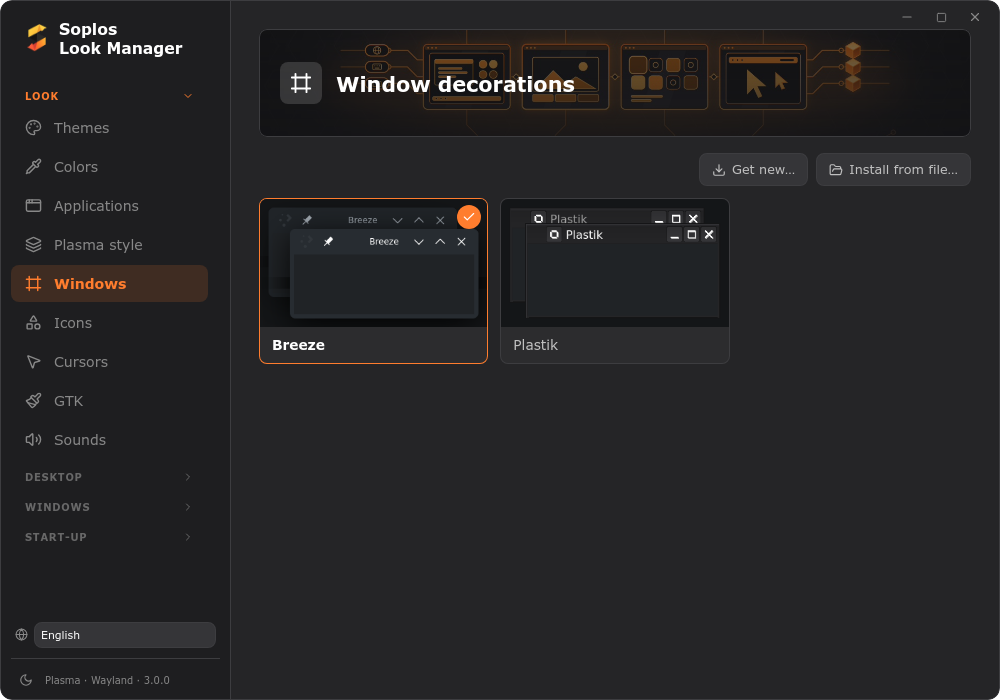 Soplos
Look Manager
LOOK
Themes
Colors
Applications
Plasma style
Windows
Icons
Cursors
GTK
Sounds
DESKTOP
WINDOWS
START-UP
English
Plasma · Wayland · 3.0.0
Window decorations
Get new...
Install from file...
Breeze
Breeze
Breeze
Plastik
Plastik
Plastik